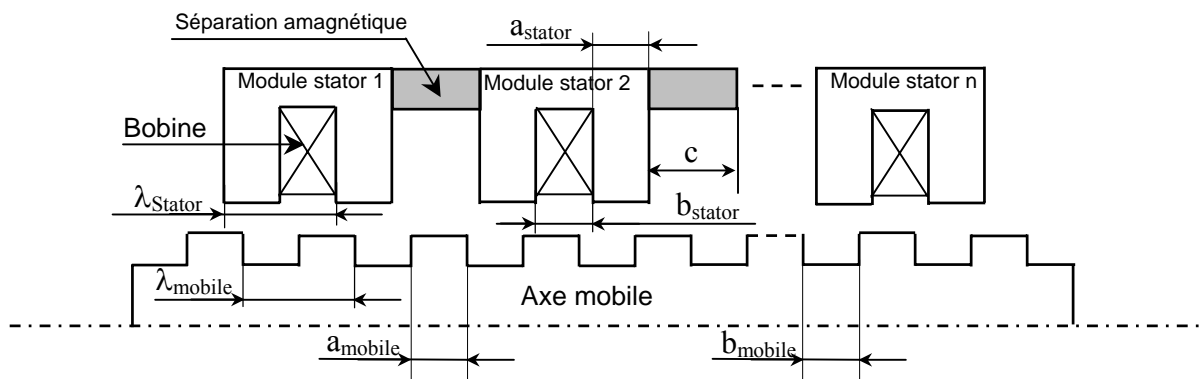 Séparation amagnétique
a_stator
Module stator 1
Module stator 2
Module stator n
Bobine
c
λ_Stator
b_stator
λ_mobile
Axe mobile
a_mobile
b_mobile